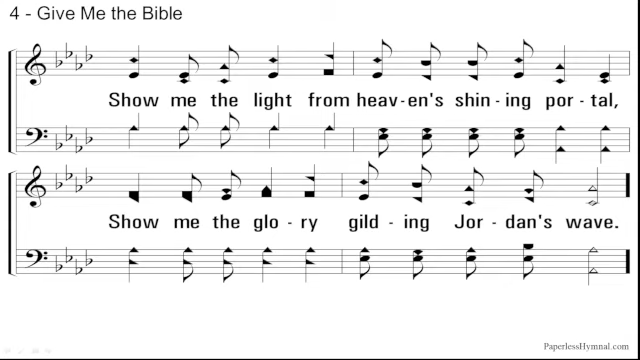 4 - Give Me the Bible
Show me the light from heav-en's shin - ing por - tal,
Show me the glo - ry gild - ing Jor - dan's wave.
PaperlessHymnal.com